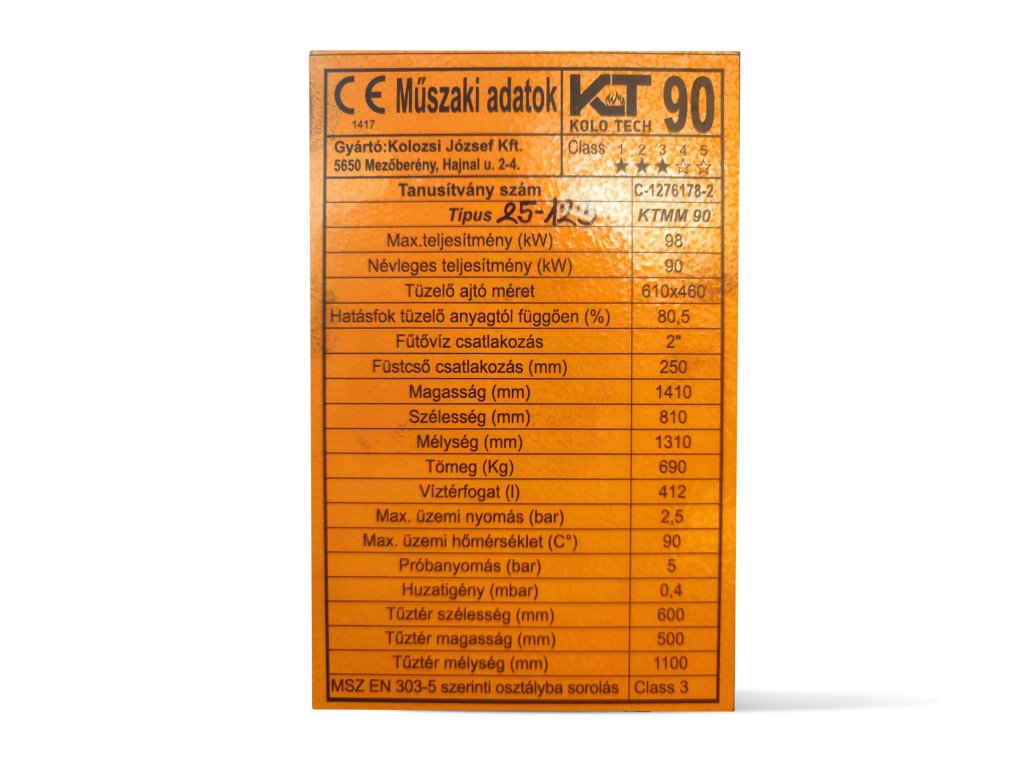 CE Műszaki adatok KT 90
1417 KOLO TECH
Gyártó:Kolozsi József Kft. Class 1 2 3 4 5
5650 Mezőberény, Hajnal u. 2-4. ★★★☆☆
Tanusítvány szám C-1276178-2
Típus KTMM 90
Max.teljesítmény (kW) 98
Névleges teljesítmény (kW) 90
Tüzelő ajtó méret 610x460
Hatásfok tüzelő anyagtól függően (%) 80,5
Fűtővíz csatlakozás 2"
Füstcső csatlakozás (mm) 250
Magasság (mm) 1410
Szélesség (mm) 810
Mélység (mm) 1310
Tömeg (Kg) 690
Víztérfogat (l) 412
Max. üzemi nyomás (bar) 2,5
Max. üzemi hőmérséklet (C°) 90
Próbanyomás (bar) 5
Huzatigény (mbar) 0,4
Tűztér szélesség (mm) 600
Tűztér magasság (mm) 500
Tűztér mélység (mm) 1100
MSZ EN 303-5 szerinti osztályba sorolás Class 3